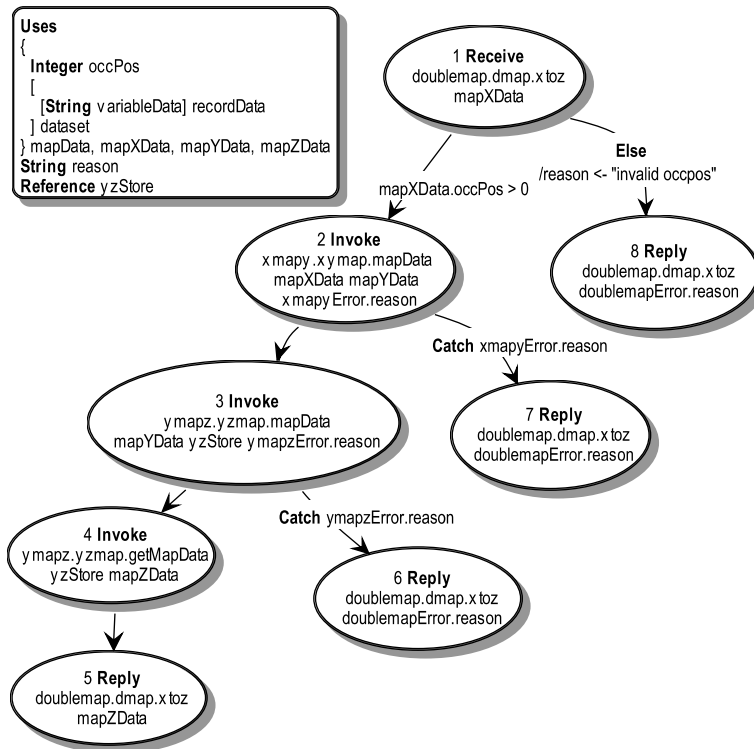 Uses
{
Integer occPos
[
[String variableData] recordData
] dataset
} mapData, mapXData, mapYData, mapZData
String reason
Reference yzStore
1 Receive
doublemap.dmap.xtoz
mapXData
mapXData.occPos > 0
Else
/reason <- "invalid occpos"
2 Invoke
xmapy.xymap.mapData
mapXData mapYData
xmapyError.reason
8 Reply
doublemap.dmap.xtoz
doublemapError.reason
Catch xmapyError.reason
3 Invoke
ymapz.yzmap.mapData
mapYData yzStore ymapzError.reason
7 Reply
doublemap.dmap.xtoz
doublemapError.reason
Catch ymapzError.reason
4 Invoke
ymapz.yzmap.getMapData
yzStore mapZData
6 Reply
doublemap.dmap.xtoz
doublemapError.reason
5 Reply
doublemap.dmap.xtoz
mapZData